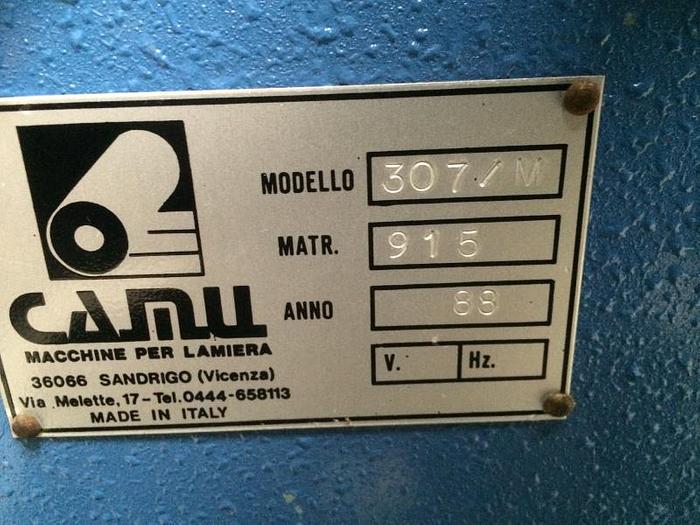 MODELLO 307/M
MATR. 915
ANNO 88
V. Hz.
CAMU
MACCHINE PER LAMIERA
36066 SANDRIGO (Vicenza)
Via Melette,17-Tel.0444-658113
MADE IN ITALY